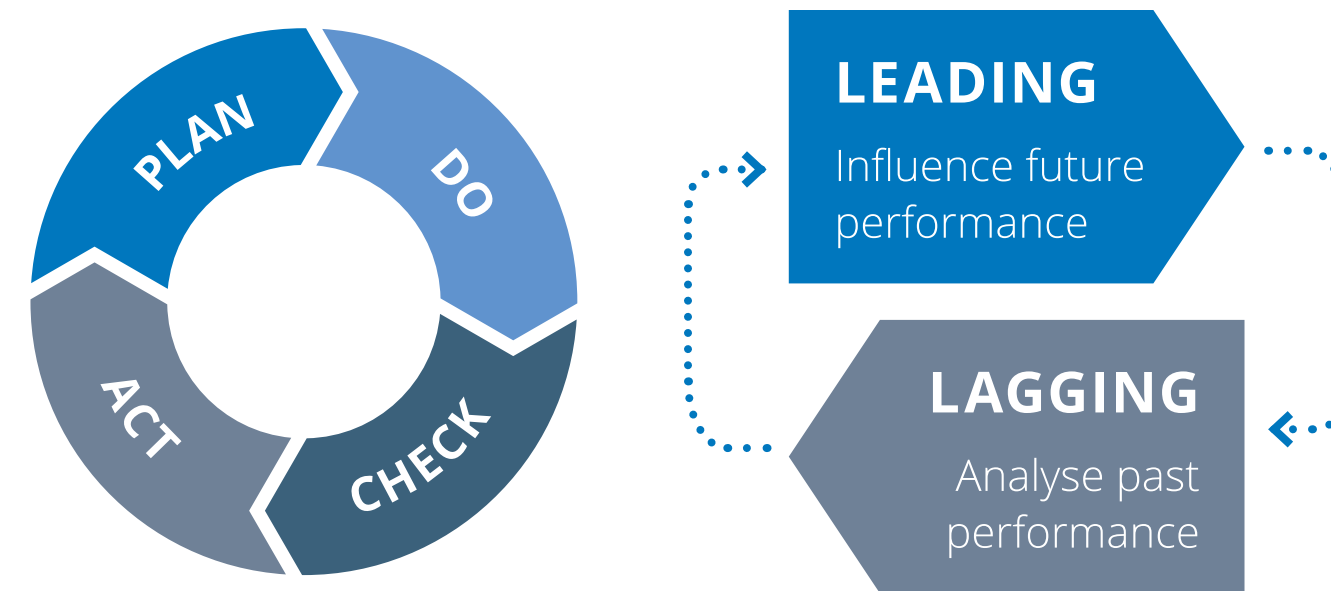 PLAN
DO
CHECK
ACT
LEADING
Influence future
performance
LAGGING
Analyse past
performance